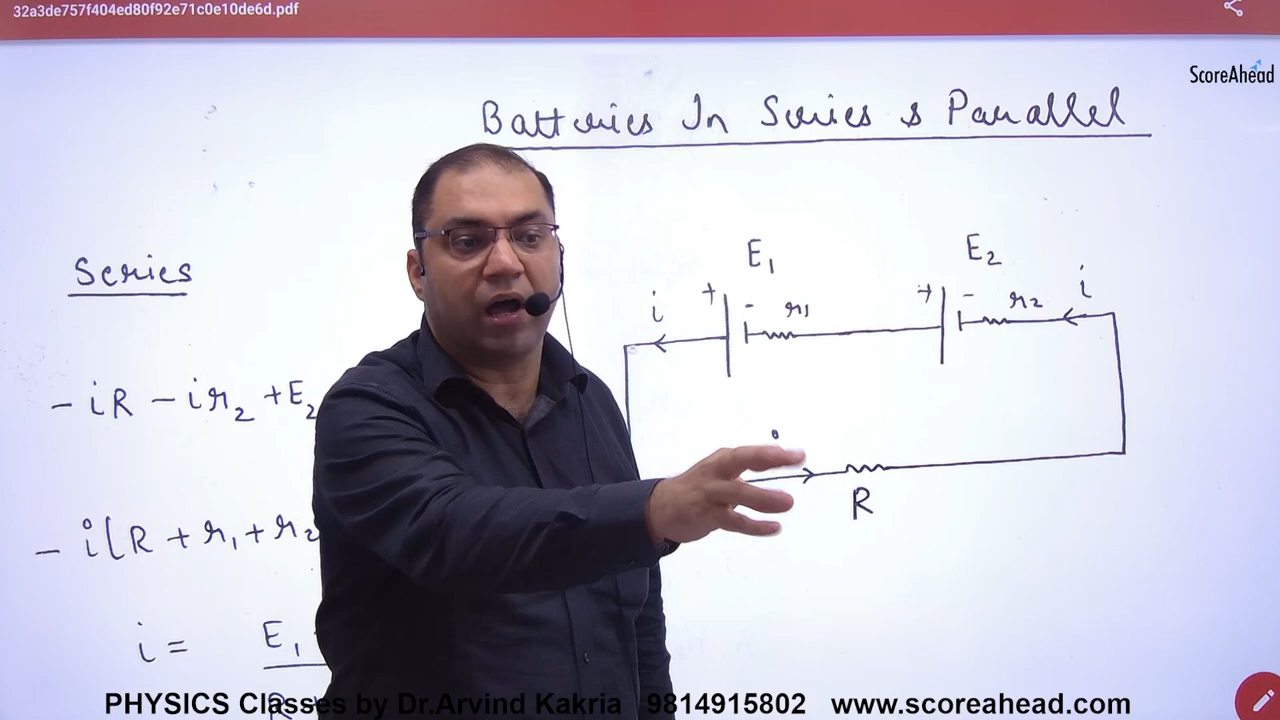 32a3de757f404ed80f92e71c0e10de6d.pdf
ScoreAhead
Batteries In Series & Parallel
Series
E₁
E₂
i
+
-
r₁
+
-
r₂
i
- iR - ir₂ + E₂
R
- i(R + r₁ + r₂
i = E₁
R
PHYSICS Classes by Dr.Arvind Kakria 9814915802 www.scoreahead.com